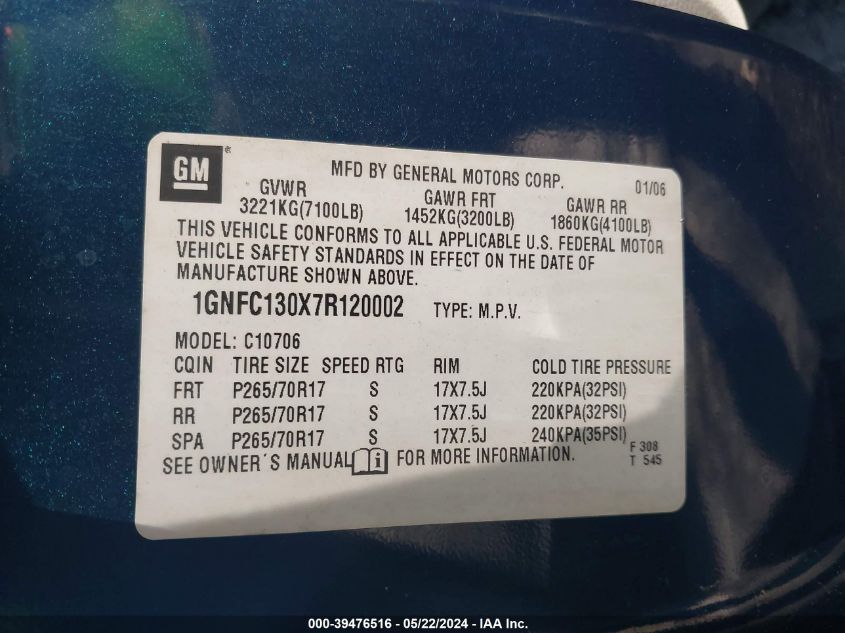 GM®
MFD BY GENERAL MOTORS CORP. 01/06
GVWR GAWR FRT GAWR RR
3221KG(7100LB) 1452KG(3200LB) 1860KG(4100LB)
THIS VEHICLE CONFORMS TO ALL APPLICABLE U.S. FEDERAL MOTOR
VEHICLE SAFETY STANDARDS IN EFFECT ON THE DATE OF
MANUFACTURE SHOWN ABOVE.
1GNFC130X7R120002 TYPE: M.P.V.
MODEL: C10706
CQIN TIRE SIZE SPEED RTG RIM COLD TIRE PRESSURE
FRT P265/70R17 S 17X7.5J 220KPA(32PSI)
RR P265/70R17 S 17X7.5J 220KPA(32PSI)
SPA P265/70R17 S 17X7.5J 240KPA(35PSI)
SEE OWNER´S MANUAL i FOR MORE INFORMATION.
F 308
T 545
000-39476516 - 05/22/2024 - IAA Inc.